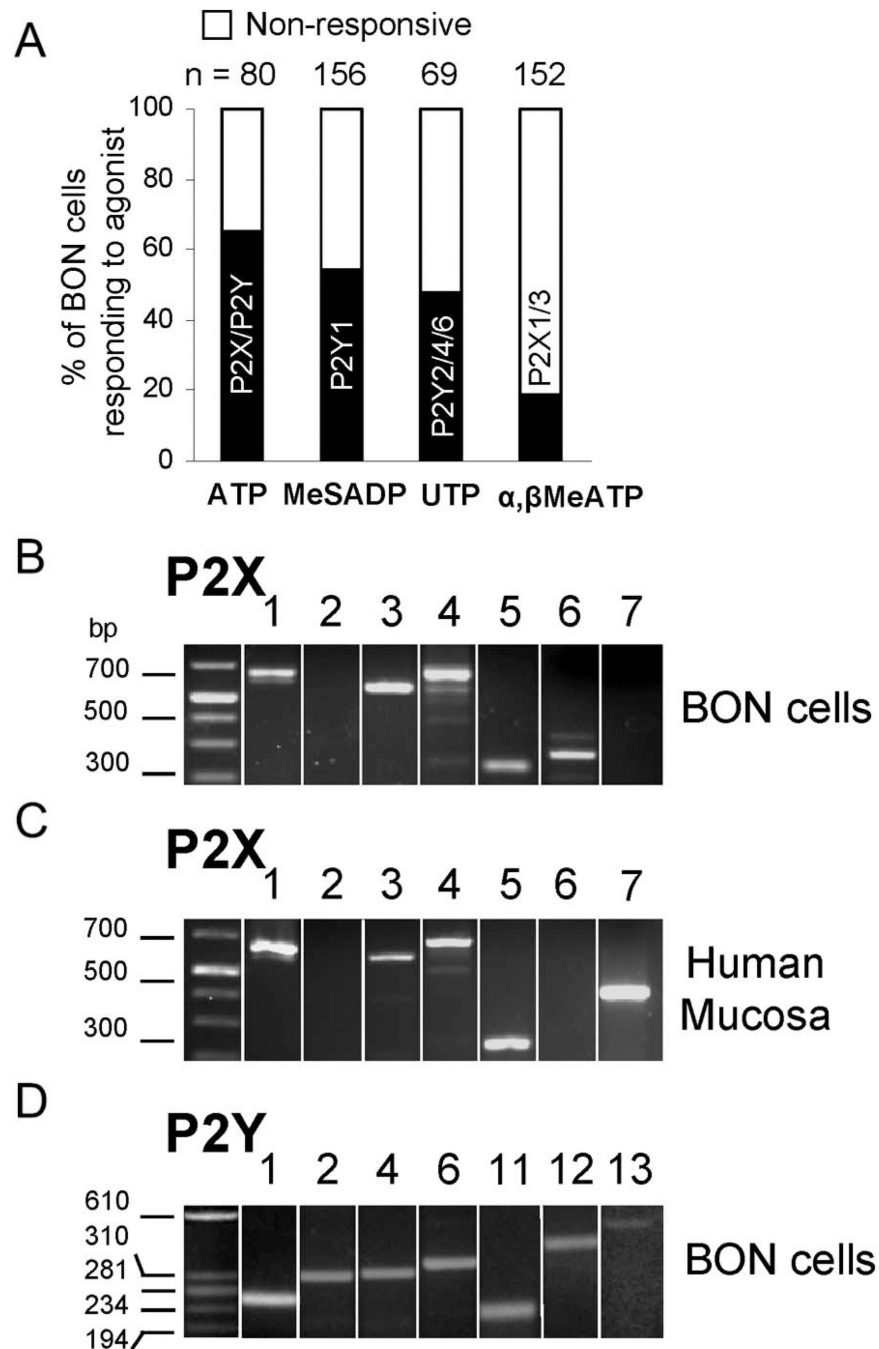 A
Non-responsive
n = 80 156 69 152
% of BON cells
responding to agonist
100
80
60
40
20
0
P2X/P2Y
P2Y1
P2Y2/4/6
P2X1/3
ATP MeSADP UTP α,βMeATP
B
P2X
1 2 3 4 5 6 7
bp
700
500
300
BON cells
C
P2X
1 2 3 4 5 6 7
700
500
300
Human
Mucosa
D
P2Y
1 2 4 6 11 12 13
610
310
281
234
194
BON cells